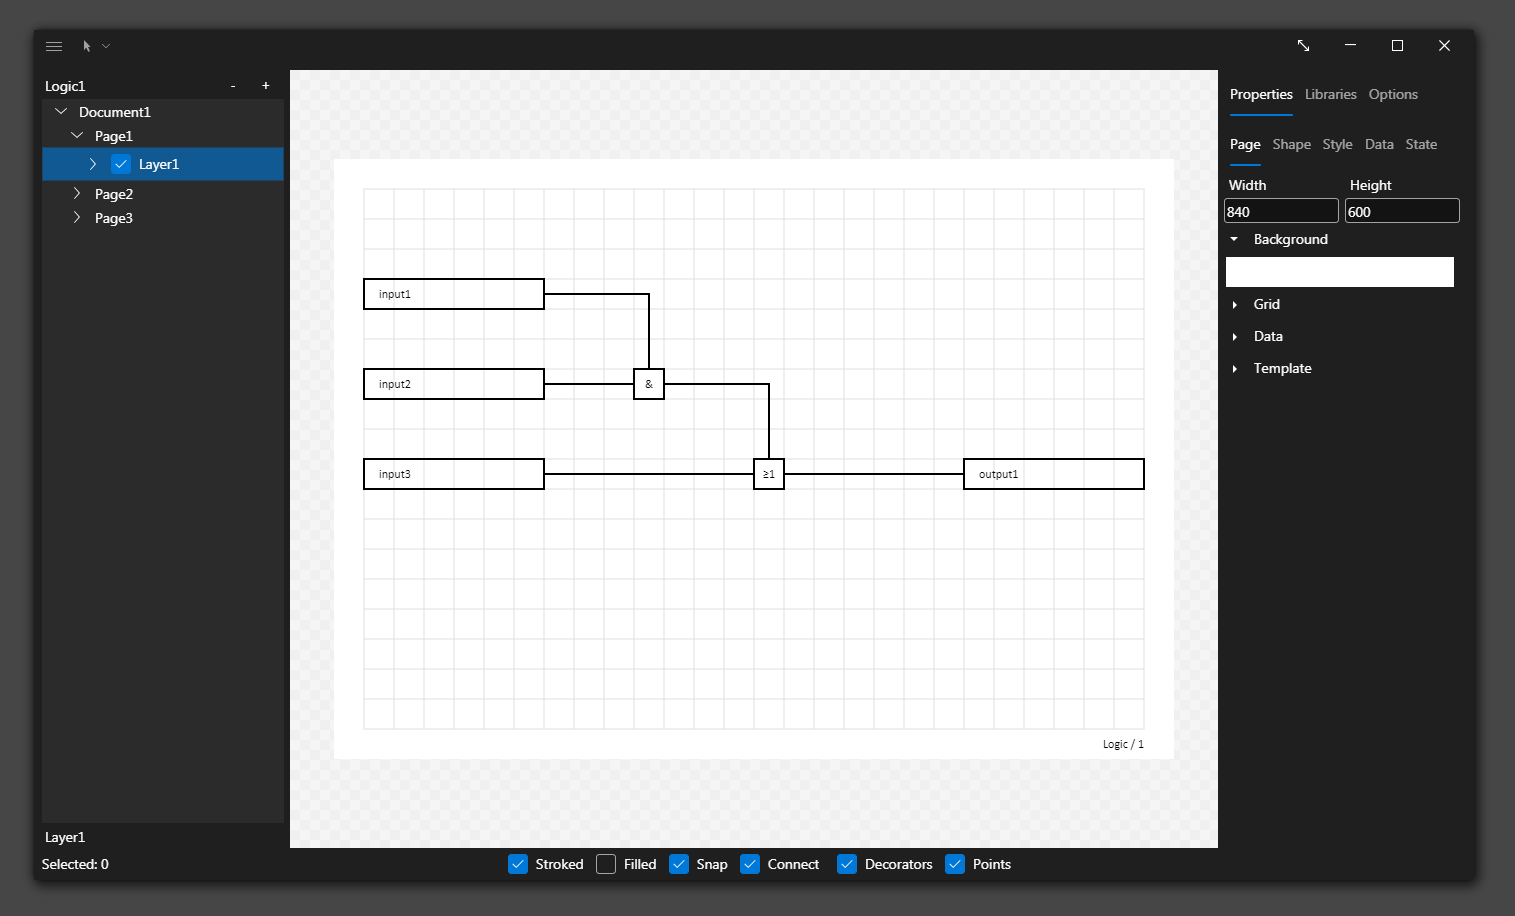 Logic1 - +
Document1
Page1
Layer1
Page2
Page3
Layer1
Selected: 0
input1
input2 &
input3 ≥1 output1
Logic / 1
Stroked Filled Snap Connect Decorators Points
Properties Libraries Options
Page Shape Style Data State
Width Height
840 600
Background
Grid
Data
Template